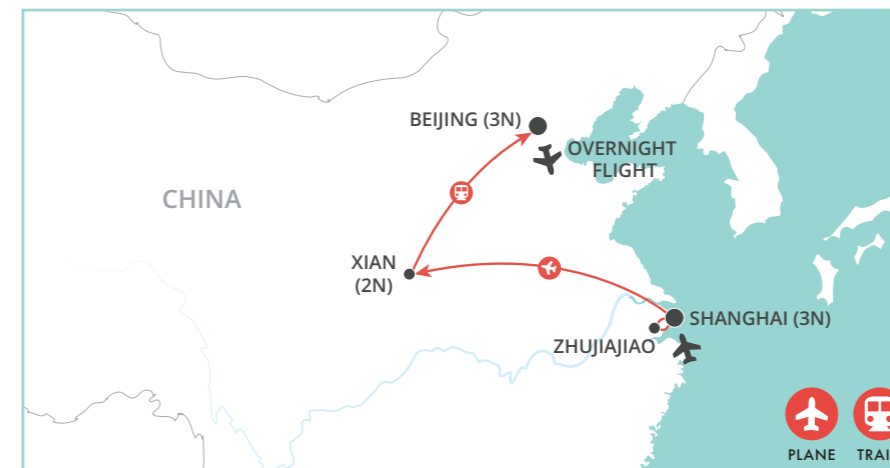 BEIJING (3N)
OVERNIGHT
FLIGHT
CHINA
XIAN
(2N)
SHANGHAI (3N)
ZHUJIAJIAO
PLANE